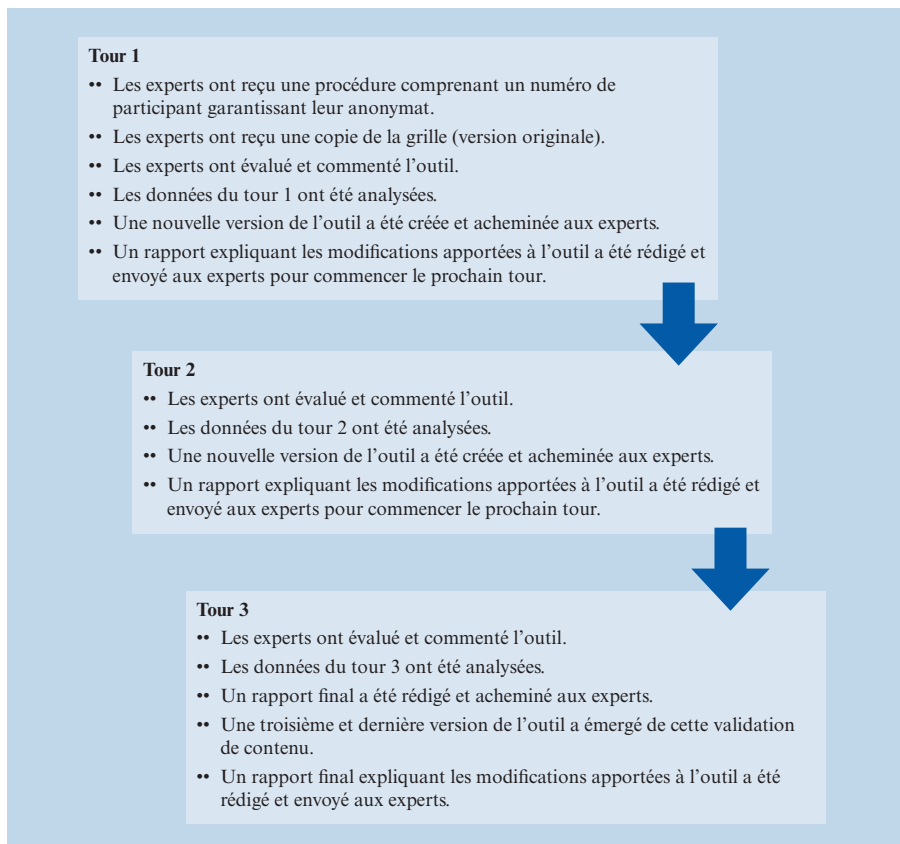 Tour 1
•• Les experts ont reçu une procédure comprenant un numéro de
participant garantissant leur anonymat.
•• Les experts ont reçu une copie de la grille (version originale).
•• Les experts ont évalué et commenté l’outil.
•• Les données du tour 1 ont été analysées.
•• Une nouvelle version de l’outil a été créée et acheminée aux experts.
•• Un rapport expliquant les modifications apportées à l’outil a été rédigé et
envoyé aux experts pour commencer le prochain tour.
Tour 2
•• Les experts ont évalué et commenté l’outil.
•• Les données du tour 2 ont été analysées.
•• Une nouvelle version de l’outil a été créée et acheminée aux experts.
•• Un rapport expliquant les modifications apportées à l’outil a été rédigé et
envoyé aux experts pour commencer le prochain tour.
Tour 3
•• Les experts ont évalué et commenté l’outil.
•• Les données du tour 3 ont été analysées.
•• Un rapport final a été rédigé et acheminé aux experts.
•• Une troisième et dernière version de l’outil a émergé de cette validation
de contenu.
•• Un rapport final expliquant les modifications apportées à l’outil a été
rédigé et envoyé aux experts.